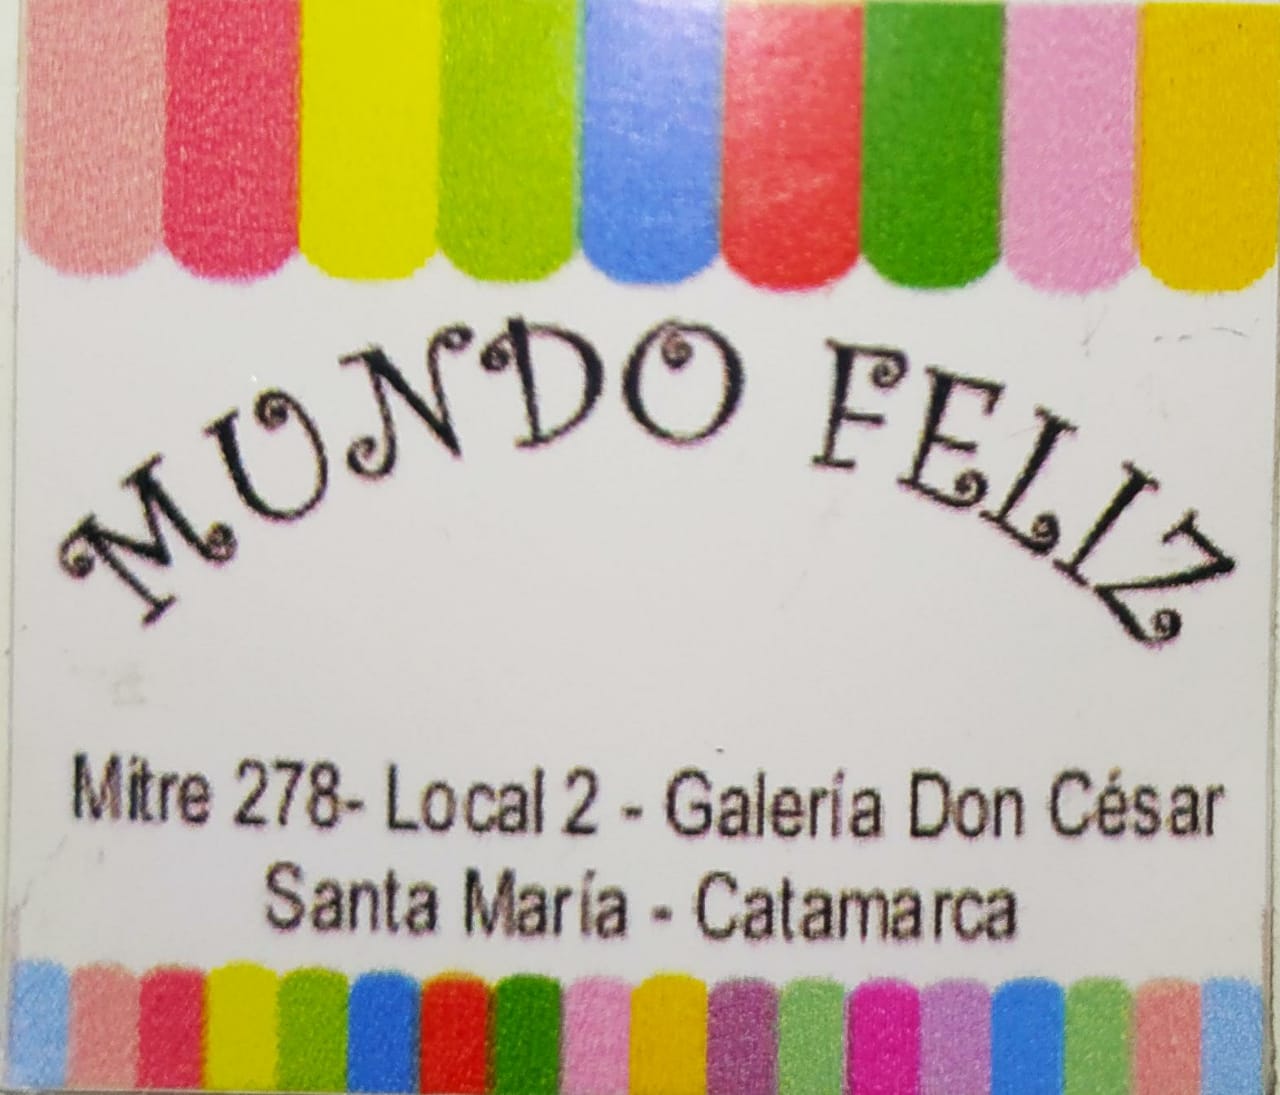 MUNDO FELIZ
Mitre 278- Local 2 - Galería Don César
Santa María - Catamarca